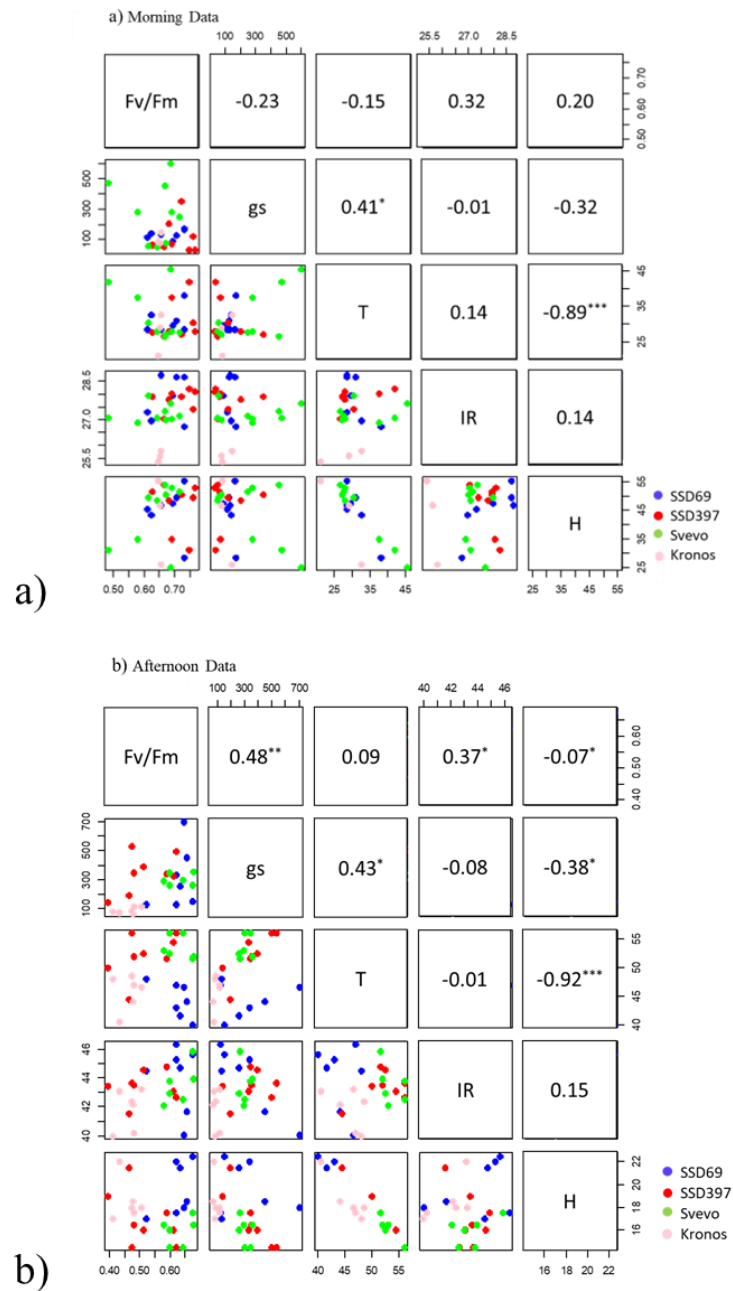 a) Morning Data
100 300 500
25.5 27.0 28.5
Fv/Fm
-0.23
-0.15
0.32
0.20
0.50 0.60 0.70
100 300 500
gs
0.41*
-0.01
-0.32
T
0.14
-0.89***
25 35 45
25.5 27.0 28.5
IR
0.14
H
25 35 45 55
0.50 0.60 0.70
25 35 45
25 35 45 55
SSD69
SSD397
Svevo
Kronos
a)
b) Afternoon Data
100 300 500 700
40 42 43 44 46
Fv/Fm
0.48**
0.09
0.37*
-0.07*
0.40 0.50 0.60
100 300 500 700
gs
0.43*
-0.08
-0.38*
T
-0.01
-0.92***
40 45 50 55
40 42 44 46
IR
0.15
H
16 18 20 22
0.40 0.50 0.60
40 45 50 55
16 18 20 22
SSD69
SSD397
Svevo
Kronos
b)